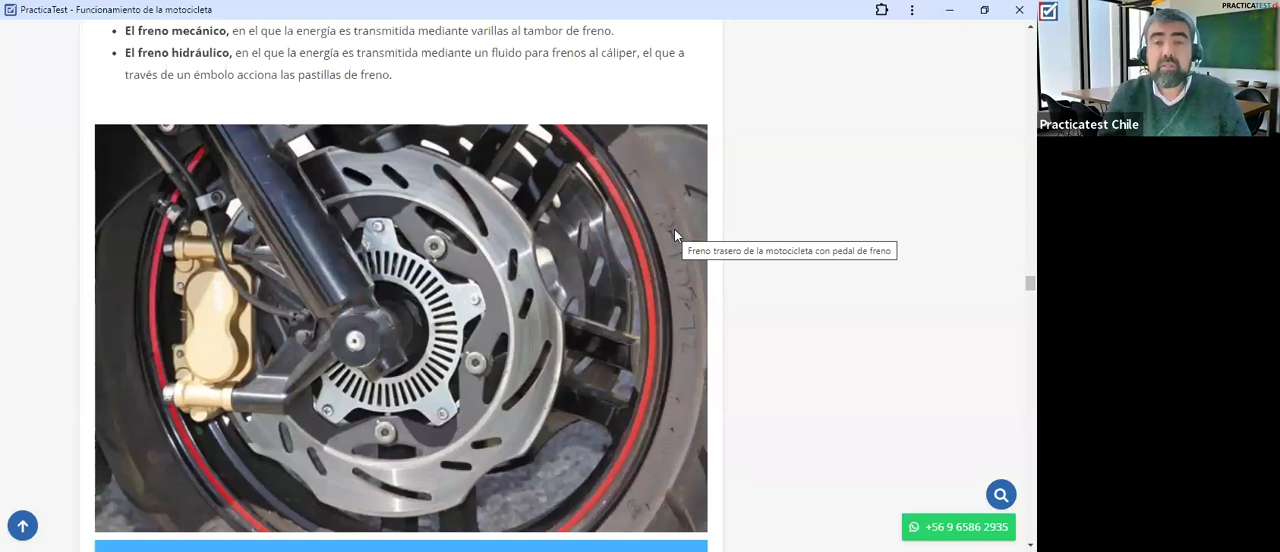 PracticaTest - Funcionamiento de la motocicleta
PRACTICATEST
El freno mecánico, en el que la energía es transmitida mediante varillas al tambor de freno.
El freno hidráulico, en el que la energía es transmitida mediante un fluido para frenos al cáliper, el que a
través de un émbolo acciona las pastillas de freno.
Practicatest Chile
Freno trasero de la motocicleta con pedal de freno
+56 9 6586 2935